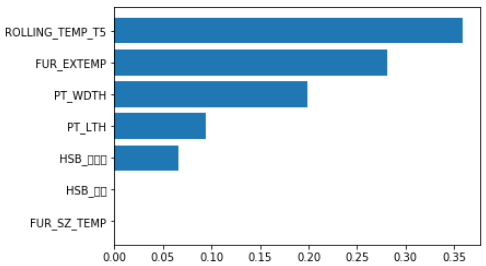 ROLLING_TEMP_T5
FUR_EXTEMP
PT_WDTH
PT_LTH
HSB_
HSB_
FUR_SZ_TEMP
0.00 0.05 0.10 0.15 0.20 0.25 0.30 0.35